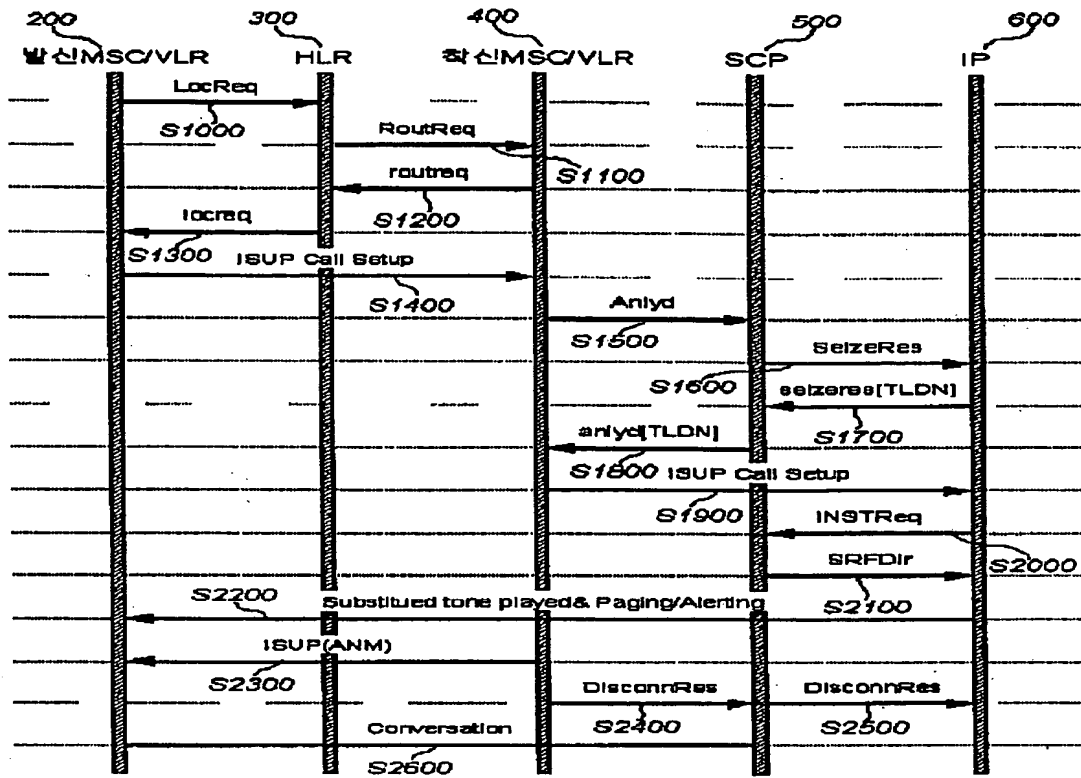 200
300
400
500
600
발신MSC/VLR
HLR
착신MSC/VLR
SCP
IP
LocReq
S1000
RoutReq
S1100
routreq
S1200
locreq
S1300
ISUP Call Setup
S1400
Anlyd
S1500
SeizeRes
S1600
seizeres[TLDN]
S1700
anlyd[TLDN]
S1800
ISUP Call Setup
S1900
INSTReq
S2000
SRFDir
S2100
S2200
Substitued tone played& Paging/Alerting
ISUP(ANM)
S2300
DisconnRes
S2400
DisconnRes
S2500
Conversation
S2600